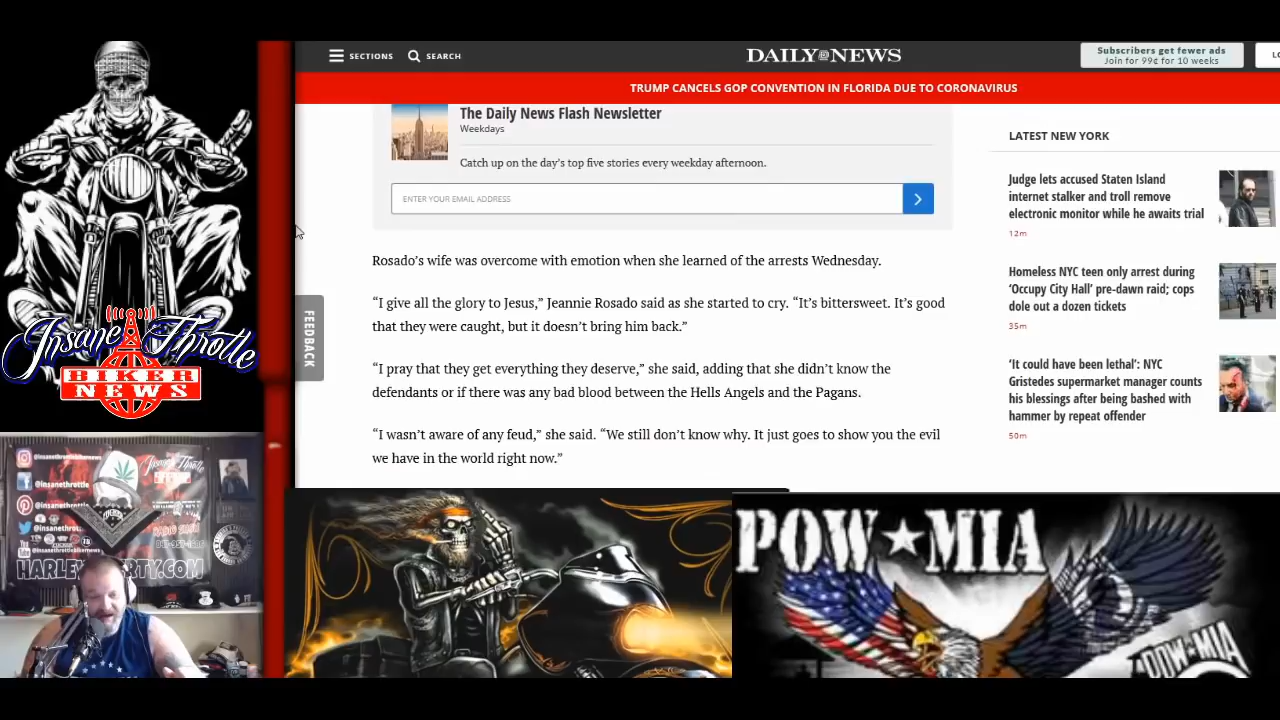 SECTIONS
SEARCH
DAILY NEWS
Subscribers get fewer ads
Join for 99¢ for 10 weeks
TRUMP CANCELS GOP CONVENTION IN FLORIDA DUE TO CORONAVIRUS
The Daily News Flash Newsletter
Weekdays
Catch up on the day's top five stories every weekday afternoon.
ENTER YOUR EMAIL ADDRESS
Rosado's wife was overcome with emotion when she learned of the arrests Wednesday.
“I give all the glory to Jesus,” Jeannie Rosado said as she started to cry. “It's bittersweet. It's good
that they were caught, but it doesn't bring him back.”
“I pray that they get everything they deserve,” she said, adding that she didn't know the
defendants or if there was any bad blood between the Hells Angels and the Pagans.
“I wasn't aware of any feud,” she said. “We still don't know why. It just goes to show you the evil
we have in the world right now.”
FEEDBACK
LATEST NEW YORK
Judge lets accused Staten Island
internet stalker and troll remove
electronic monitor while he awaits trial
12m
Homeless NYC teen only arrest during
‘Occupy City Hall’ pre-dawn raid; cops
dole out a dozen tickets
35m
‘It could have been lethal’: NYC
Gristedes supermarket manager counts
his blessings after being bashed with
hammer by repeat offender
50m
Insane Throttle
BIKER
NEWS
@insanethrottlebikernews
HARLEYLIBERTY.COM
POW★MIA
POW-MIA